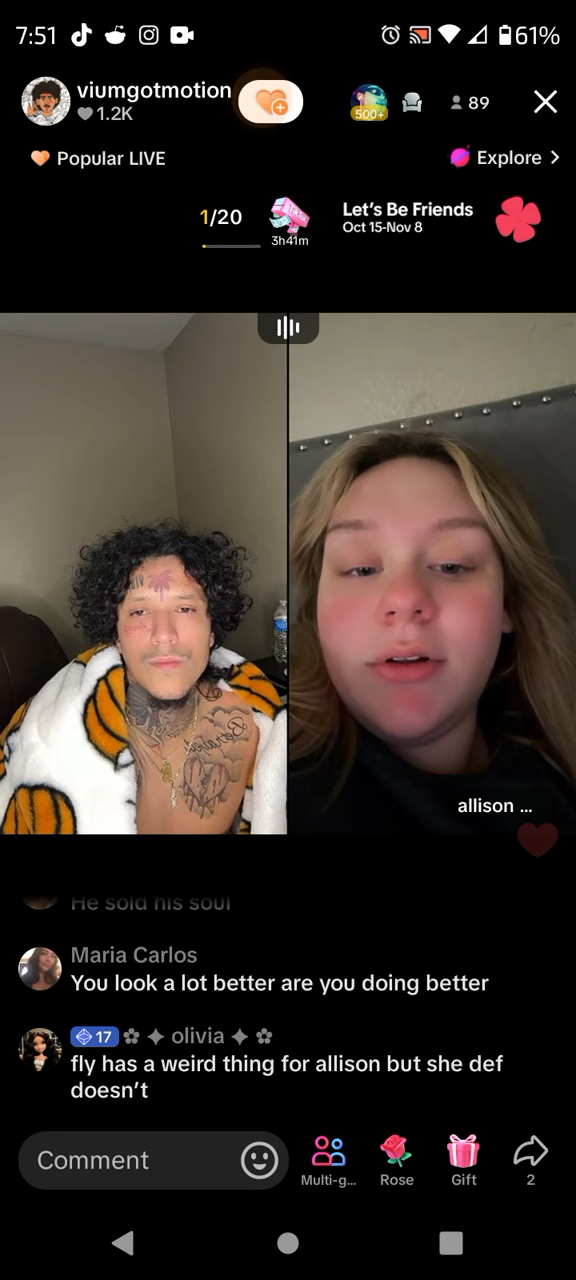 7:51
61%
viumgotmotion
1.2K
500+
89
Popular LIVE
Explore >
1/20
3h41m
Let's Be Friends
Oct 15-Nov 8
allison ...
He sold his soul
Maria Carlos
You look a lot better are you doing better
17 ✿ ✦ olivia ✦ ✿
fly has a weird thing for allison but she def
doesn't
Comment
Multi-g...
Rose
Gift
2